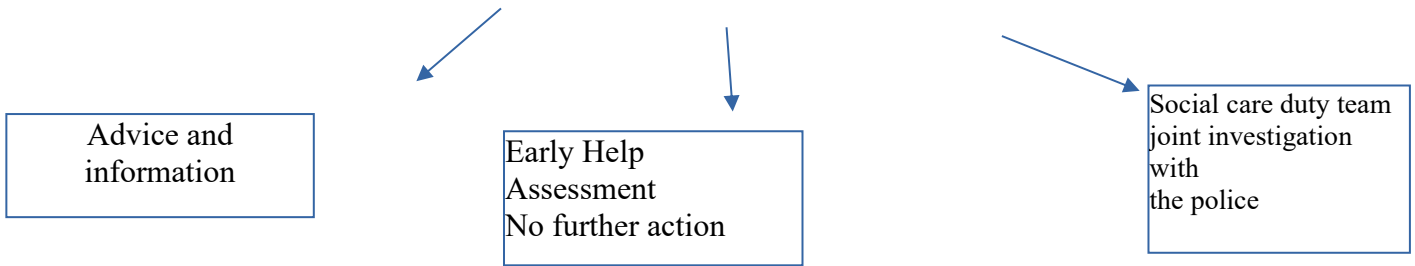 Advice and
information
Early Help
Assessment
No further action
Social care duty team
joint investigation
with
the police